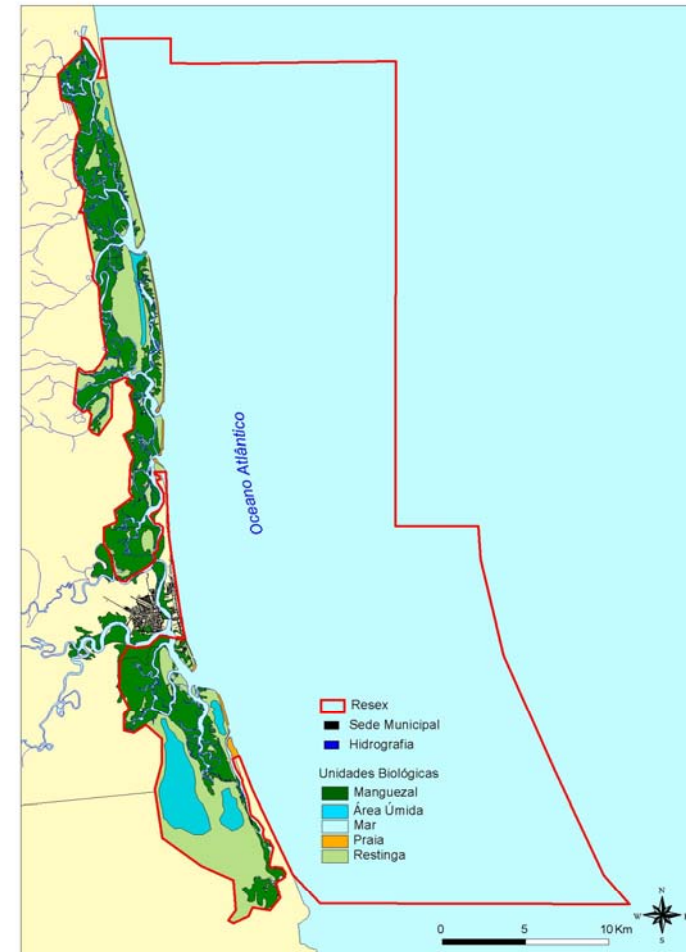 Oceano Atlântico
Resex
Sede Municipal
Hidrografia
Unidades Biológicas
Manguezal
Área Úmida
Mar
Praia
Restinga
N
W E
S
0 5 10 Km